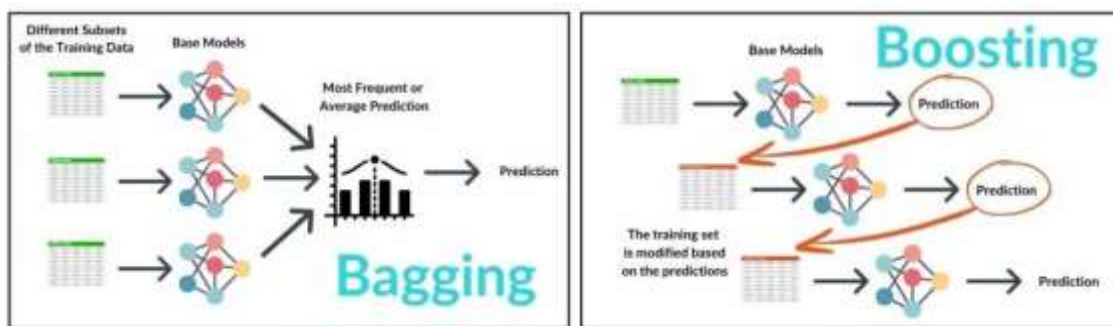 Different Subsets
of the Training Data
Base Models
Most Frequent or
Average Prediction
Prediction
Bagging
Boosting
Base Models
Prediction
Prediction
The training set
is modified based
on the predictions
Prediction